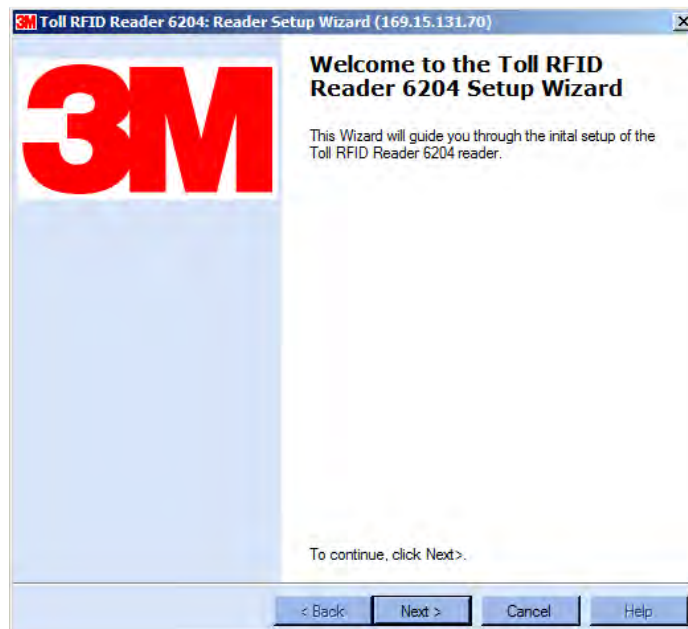 3M Toll RFID Reader 6204: Reader Setup Wizard (169.15.131.70)
3M
Welcome to the Toll RFID
Reader 6204 Setup Wizard
This Wizard will guide you through the inital setup of the
Toll RFID Reader 6204 reader.
To continue, click Next>.
< Back Next > Cancel Help